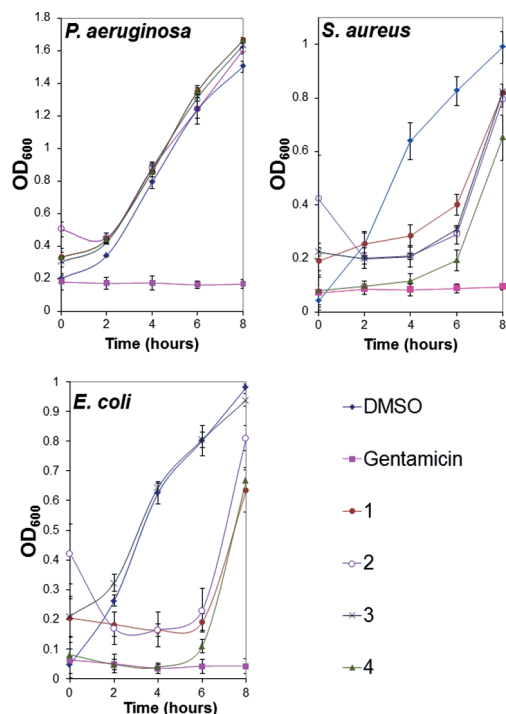 P. aeruginosa
OD600
1.8
1.6
1.4
1.2
1
0.8
0.6
0.4
0.2
0
0 2 4 6 8
Time (hours)
S. aureus
OD600
1
0.8
0.6
0.4
0.2
0
0 2 4 6 8
Time (hours)
E. coli
OD600
1
0.9
0.8
0.7
0.6
0.5
0.4
0.3
0.2
0.1
0
0 2 4 6 8
Time (hours)
DMSO
Gentamicin
1
2
3
4